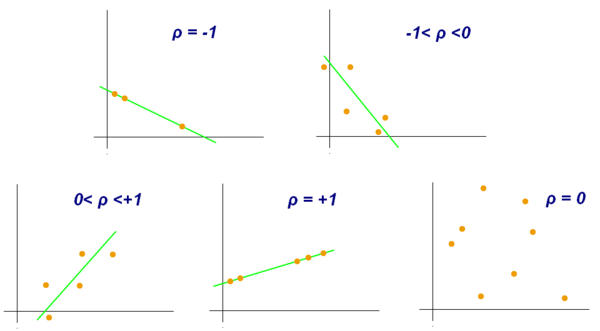 ρ = -1
-1< ρ <0
0< ρ <+1
ρ = +1
ρ = 0